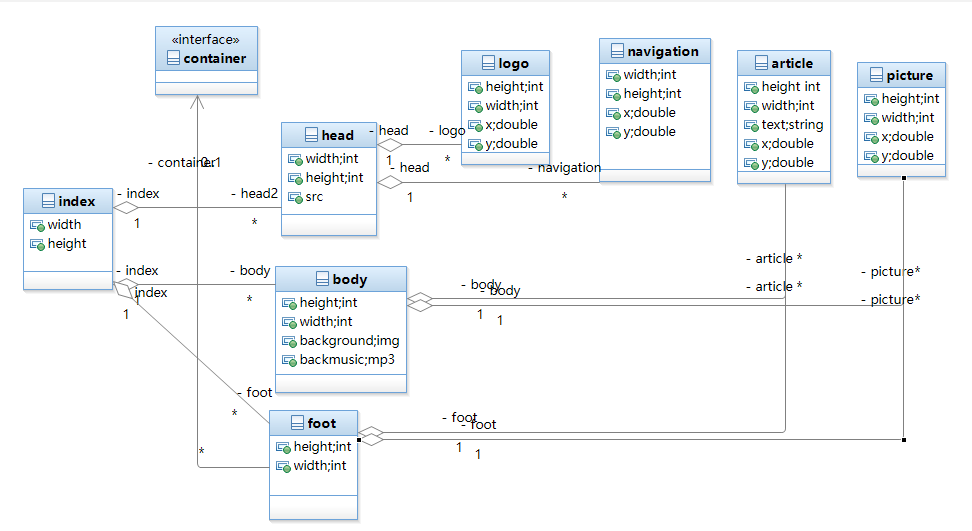 «interface»
container
logo
height;int
width;int
x;double
y;double
navigation
width;int
height;int
x;double
y;double
article
height int
width;int
text;string
x;double
y;double
picture
height;int
width;int
x;double
y;double
head
width;int
height;int
src
- head
- logo
1
*
- head
- navigation
1
*
- container
0..1
index
width
height
- index
- head2
1
*
- index
- body
1
*
index
1
body
height;int
width;int
background;img
backmusic;mp3
- body
- body
1
1
- article *
- article *
- picture*
- picture*
- foot
*
*
foot
height;int
width;int
- foot
- foot
1
1